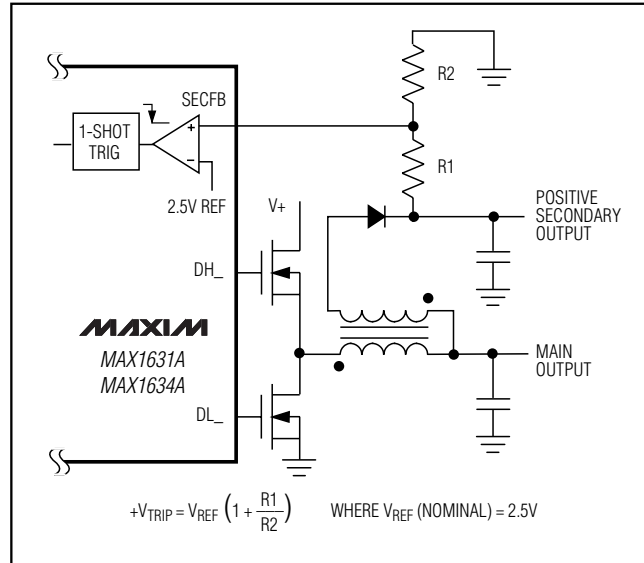 R2
SECFB
1-SHOT
TRIG
+
−
R1
2.5V REF
V+
POSITIVE
SECONDARY
OUTPUT
DH_
MAXIM
MAX1631A
MAX1634A
MAIN
OUTPUT
DL_
+VTRIP = VREF (1 + R1/R2) WHERE VREF (NOMINAL) = 2.5V